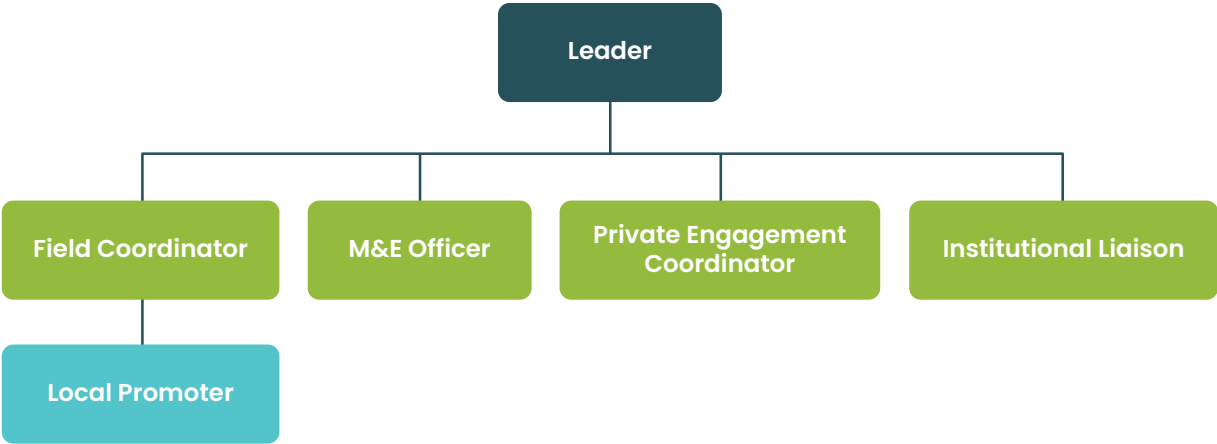 Leader
Field Coordinator
M&E Officer
Private Engagement
Coordinator
Institutional Liaison
Local Promoter